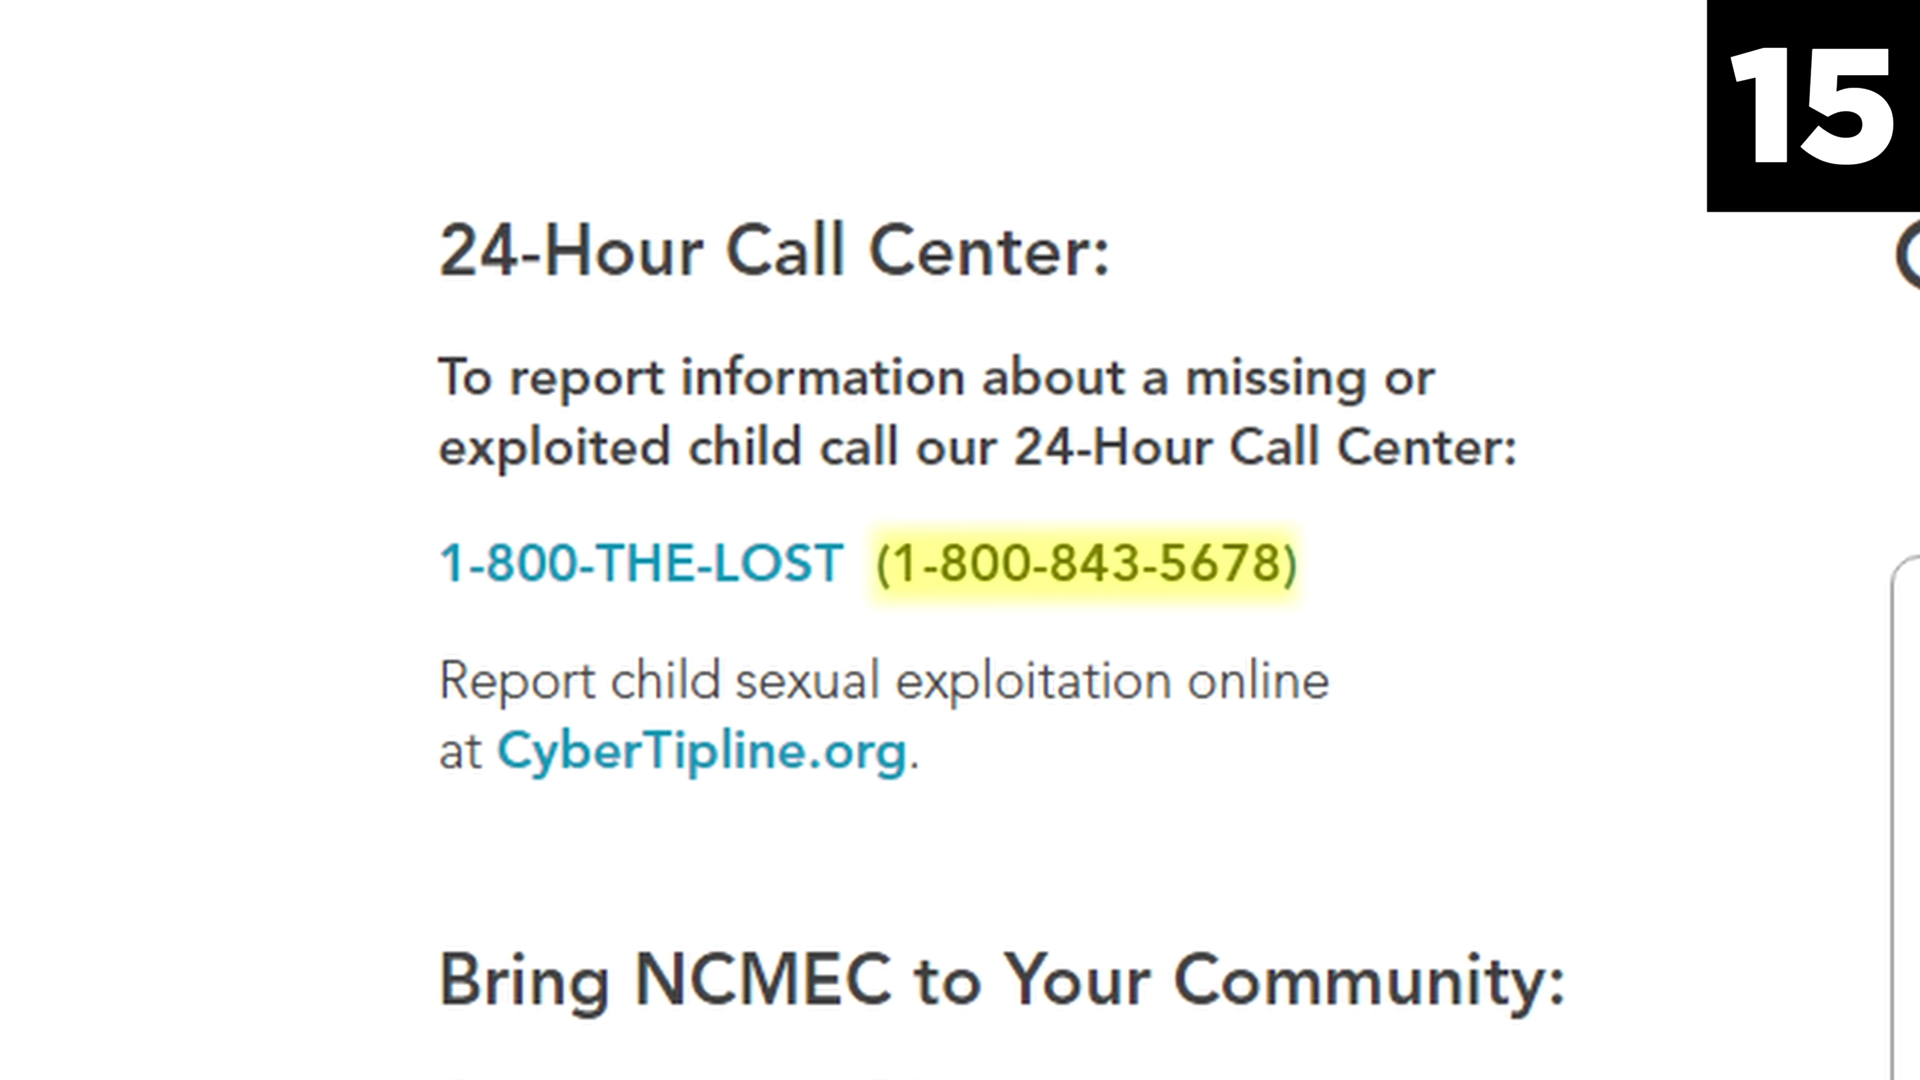 15
24-Hour Call Center:
To report information about a missing or
exploited child call our 24-Hour Call Center:
1-800-THE-LOST (1-800-843-5678)
Report child sexual exploitation online
at CyberTipline.org.
Bring NCMEC to Your Community: